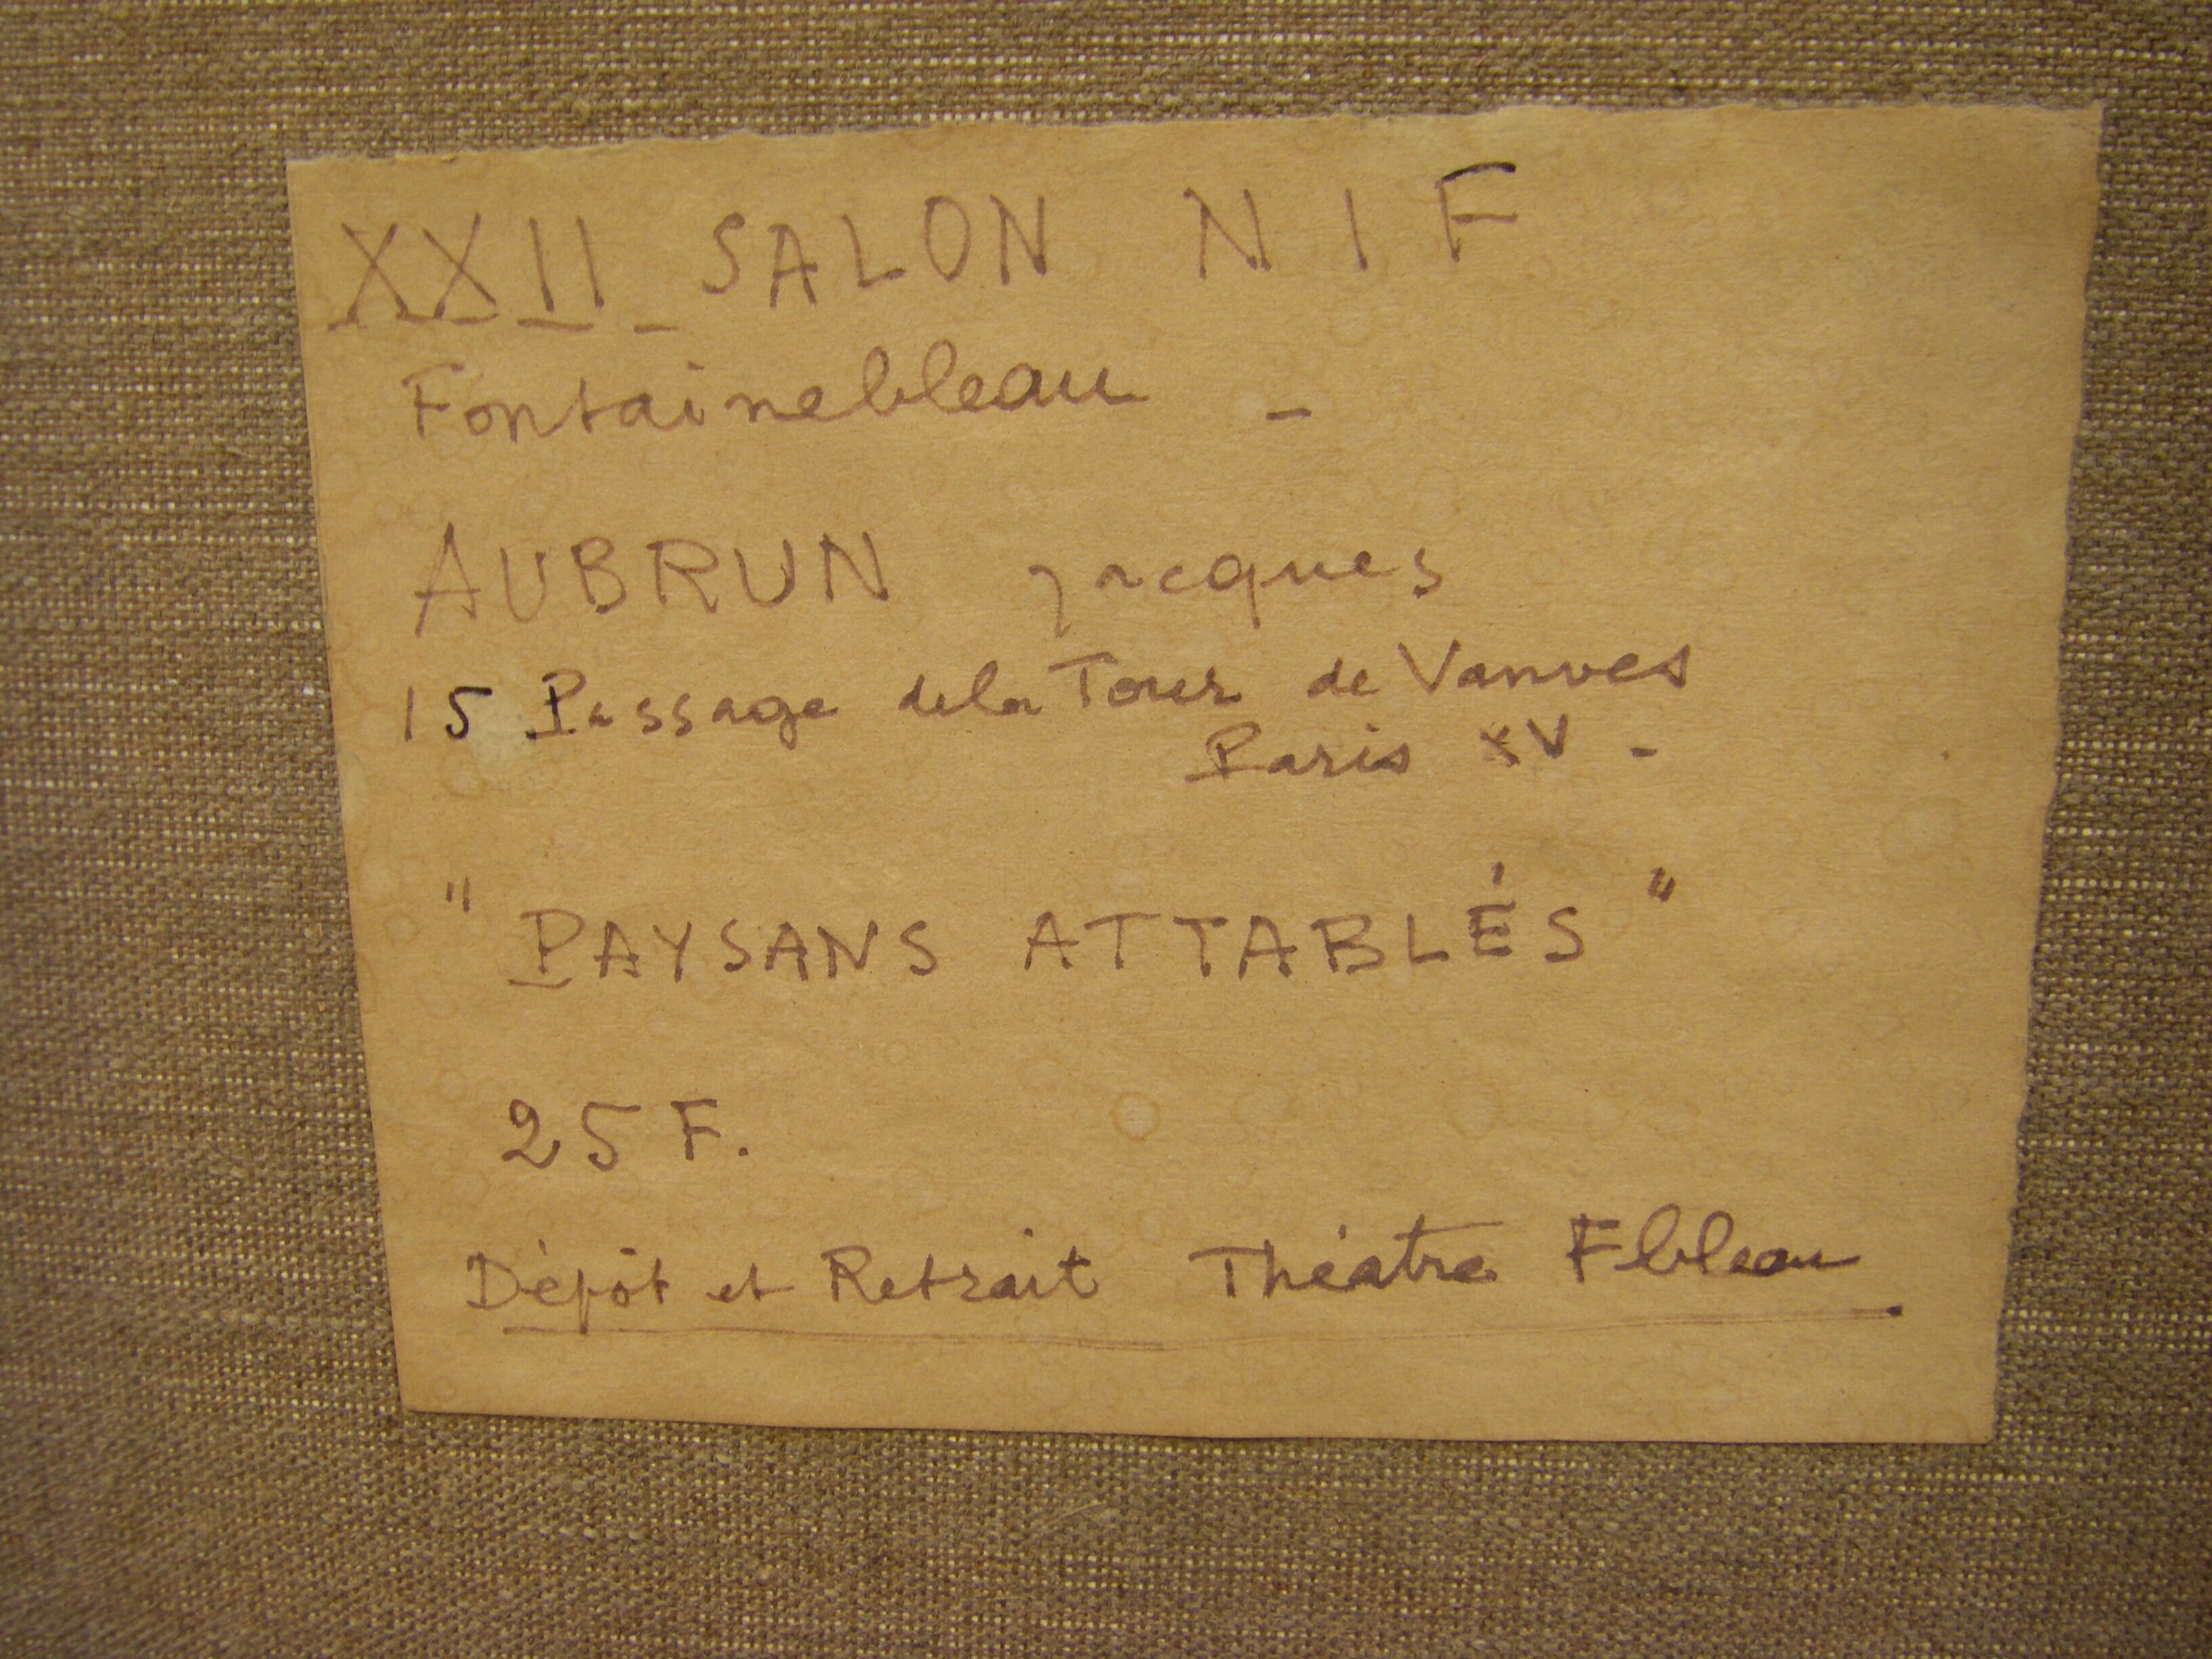 XXII SALON NIF
Fontainebleau -
AUBRUN jacques
15 Passage de la Tour de Vanves
Paris XV -
" PAYSANS ATTABLÉS "
25 F.
Dépôt et Retrait Théatre Fbleau